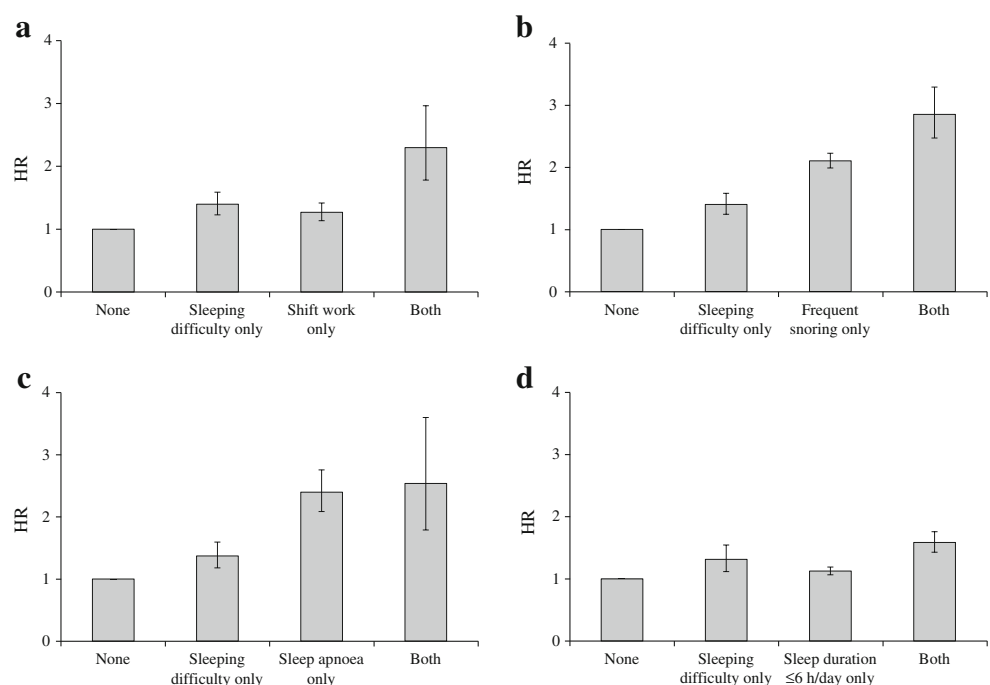 a
4
3
2
1
0
HR
None
Sleeping
difficulty only
Shift work
only
Both
b
4
3
2
1
0
HR
None
Sleeping
difficulty only
Frequent
snoring only
Both
c
4
3
2
1
0
HR
None
Sleeping
difficulty only
Sleep apnoea
only
Both
d
4
3
2
1
0
HR
None
Sleeping
difficulty only
Sleep duration
≤6 h/day only
Both